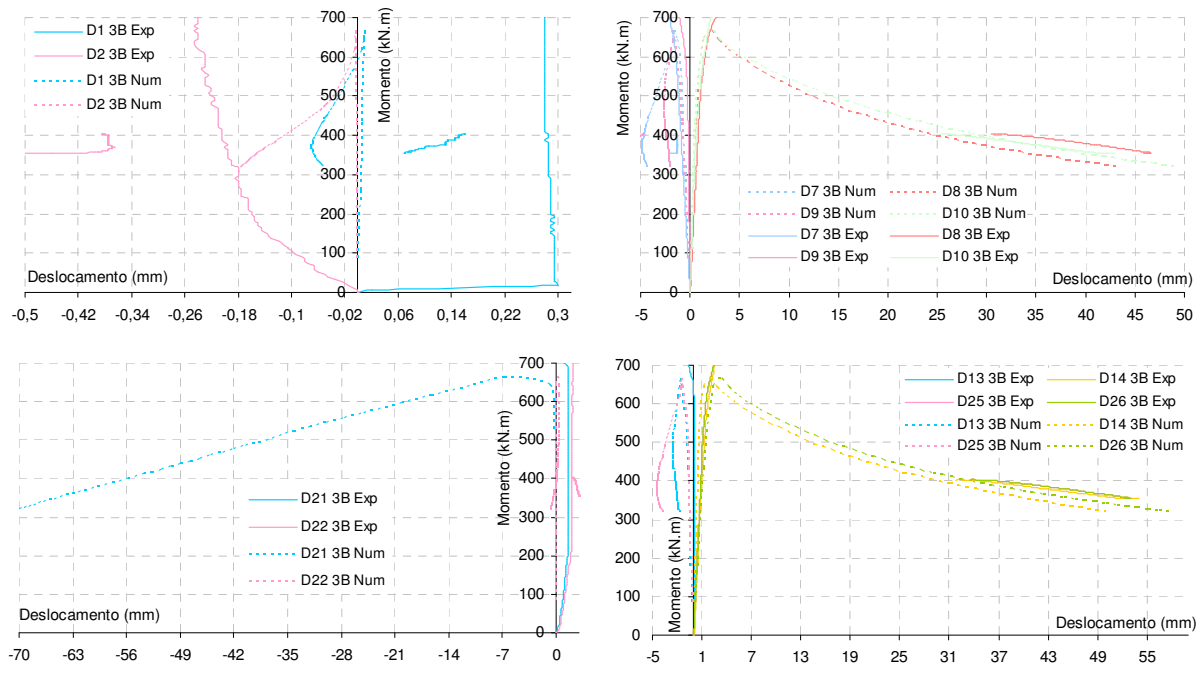 D1 3B Exp
D2 3B Exp
D1 3B Num
D2 3B Num
Momento (kN.m)
700
600
500
400
300
200
100
0
Deslocamento (mm)
-0,5 -0,42 -0,34 -0,26 -0,18 -0,1 -0,02 0,06 0,14 0,22 0,3
Momento (kN.m)
700
600
500
400
300
200
100
0
D7 3B Num D8 3B Num
D9 3B Num D10 3B Num
D7 3B Exp D8 3B Exp
D9 3B Exp D10 3B Exp
Deslocamento (mm)
-5 0 5 10 15 20 25 30 35 40 45 50
Momento (kN.m)
700
600
500
400
300
200
100
0
D21 3B Exp
D22 3B Exp
D21 3B Num
D22 3B Num
Deslocamento (mm)
-70 -63 -56 -49 -42 -35 -28 -21 -14 -7 0
Momento (kN.m)
700
600
500
400
300
200
100
0
D13 3B Exp D14 3B Exp
D25 3B Exp D26 3B Exp
D13 3B Num D14 3B Num
D25 3B Num D26 3B Num
Deslocamento (mm)
-5 1 7 13 19 25 31 37 43 49 55